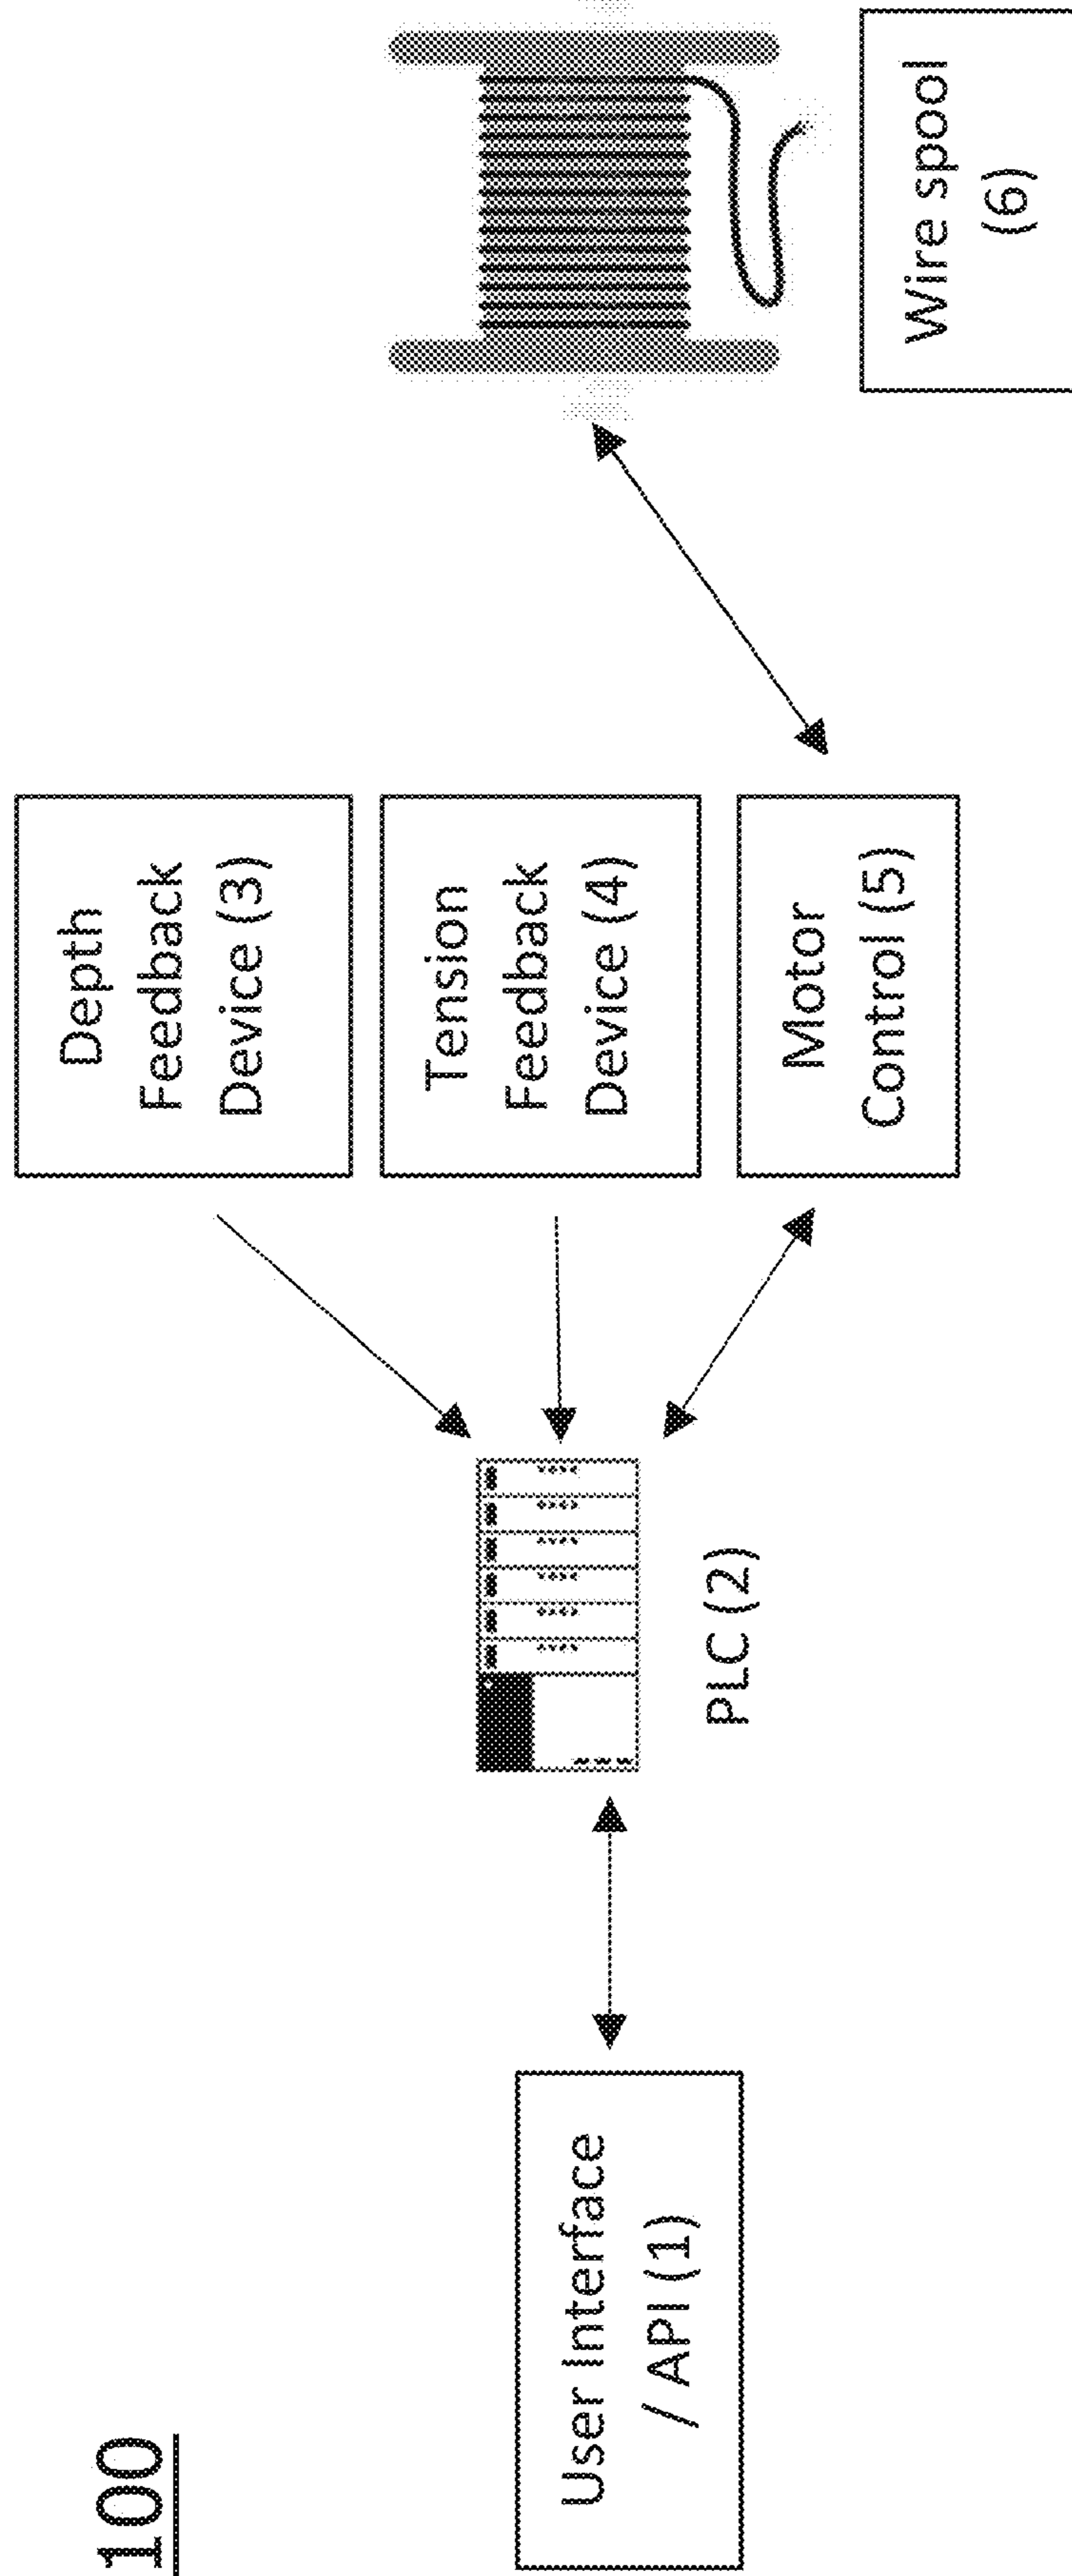 100
User Interface
/ API (1)
PLC (2)
Depth
Feedback
Device (3)
Tension
Feedback
Device (4)
Motor
Control (5)
Wire spool
(6)